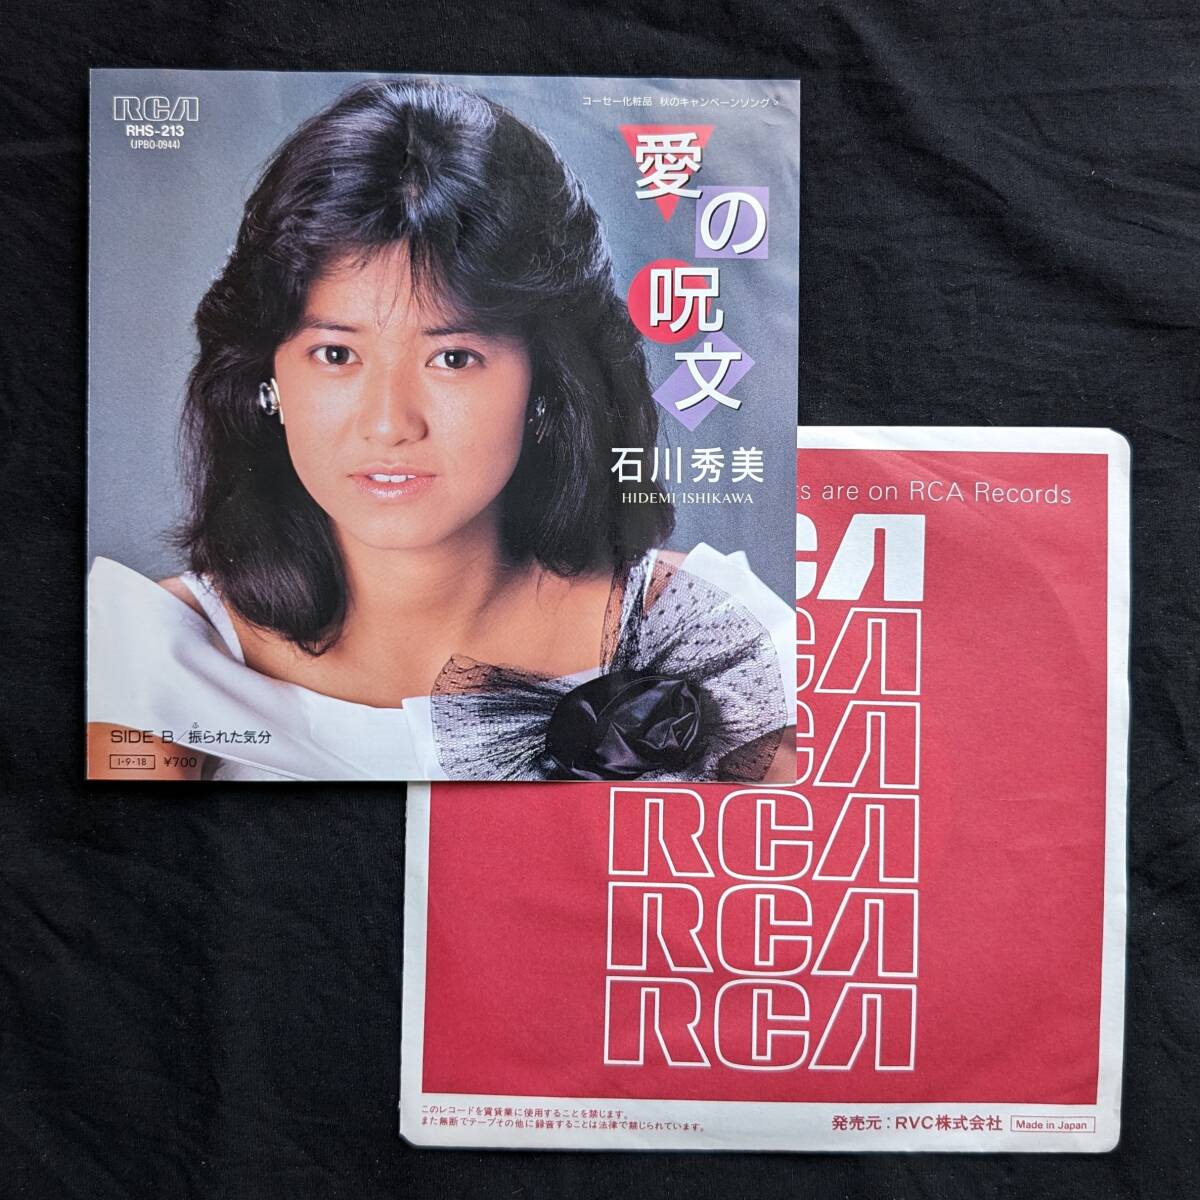 RCA
RHS-213
(JPBO-0944)
コーセー化粧品 秋のキャンペーンソング
愛の呪文
石川秀美
HIDEMI ISHIKAWA
SIDE B/振られた気分
ふ
1・9・18 ¥700
ts are on RCA Records
CA
CA
CA
RCA
RCA
RCA
このレコードを賃貸業に使用することを禁じます。
また無断でテープその他に録音することは法律で禁じられています。
発売元：RVC株式会社 Made in Japan